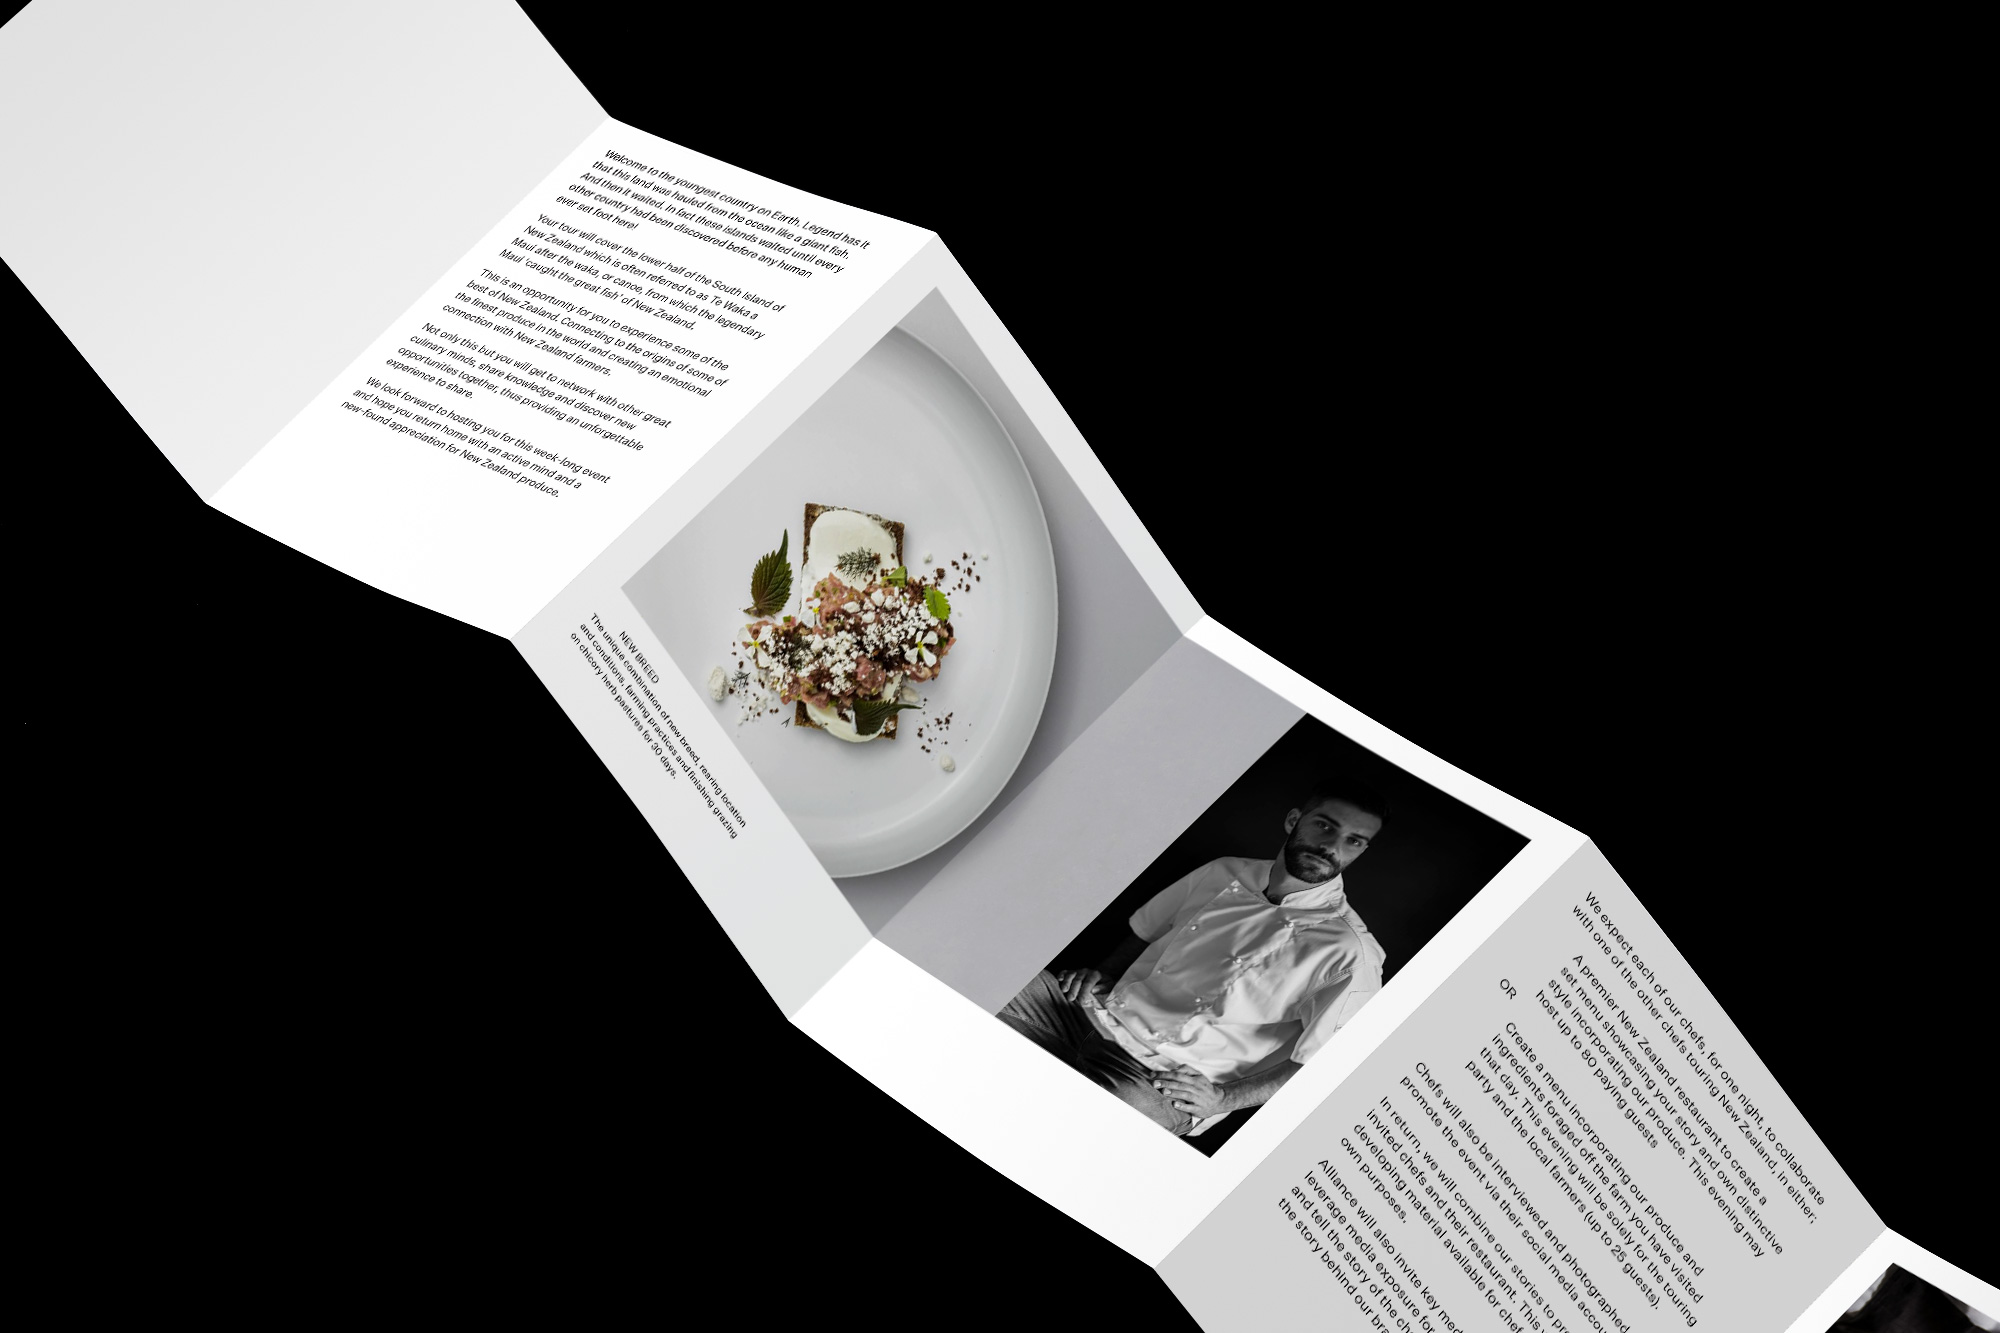 Welcome to the youngest country on Earth. Legend has it
that this land was hauled from the ocean like a giant fish.
And then it waited. In fact these islands waited until every
other country had been discovered before any human
ever set foot here!
Your tour will cover the lower half of the South Island of
New Zealand which is often referred to as Te Waka a
Maui after the waka, or canoe, from which the legendary
Maui 'caught the great fish' of New Zealand.
This is an opportunity for you to experience some of the
best of New Zealand. Connecting to the origins of some of
the finest produce in the world and creating an emotional
connection with New Zealand farmers.
Not only this but you will get to network with other great
culinary minds, share knowledge and discover new
opportunities together, thus providing an unforgettable
experience to share.
We look forward to hosting you for this week-long event
and hope you return home with an active mind and a
new-found appreciation for New Zealand produce.
NEW BREED
The unique combination of new breed, rearing location
and conditions, farming practices and finishing grazing
on chicory herb pastures for 30 days.
We expect each of our chefs, for one night, to collaborate
with one of the other chefs touring New Zealand, in either;
A premier New Zealand restaurant to create a
set menu showcasing your story and own distinctive
style incorporating our produce. This evening may
host up to 80 paying guests
OR
Create a menu incorporating our produce and
ingredients foraged off the farm you have visited
that day. This evening will be solely for the touring
party and the local farmers (up to 25 guests).
Chefs will also be interviewed and photographed
promote the event via their social media
In return, we will combine our stories to
invited chefs and their restaurant. This
developing material available for
own purposes.
Alliance will also invite key
leverage media exposure for
and tell the story of the
the story behind our